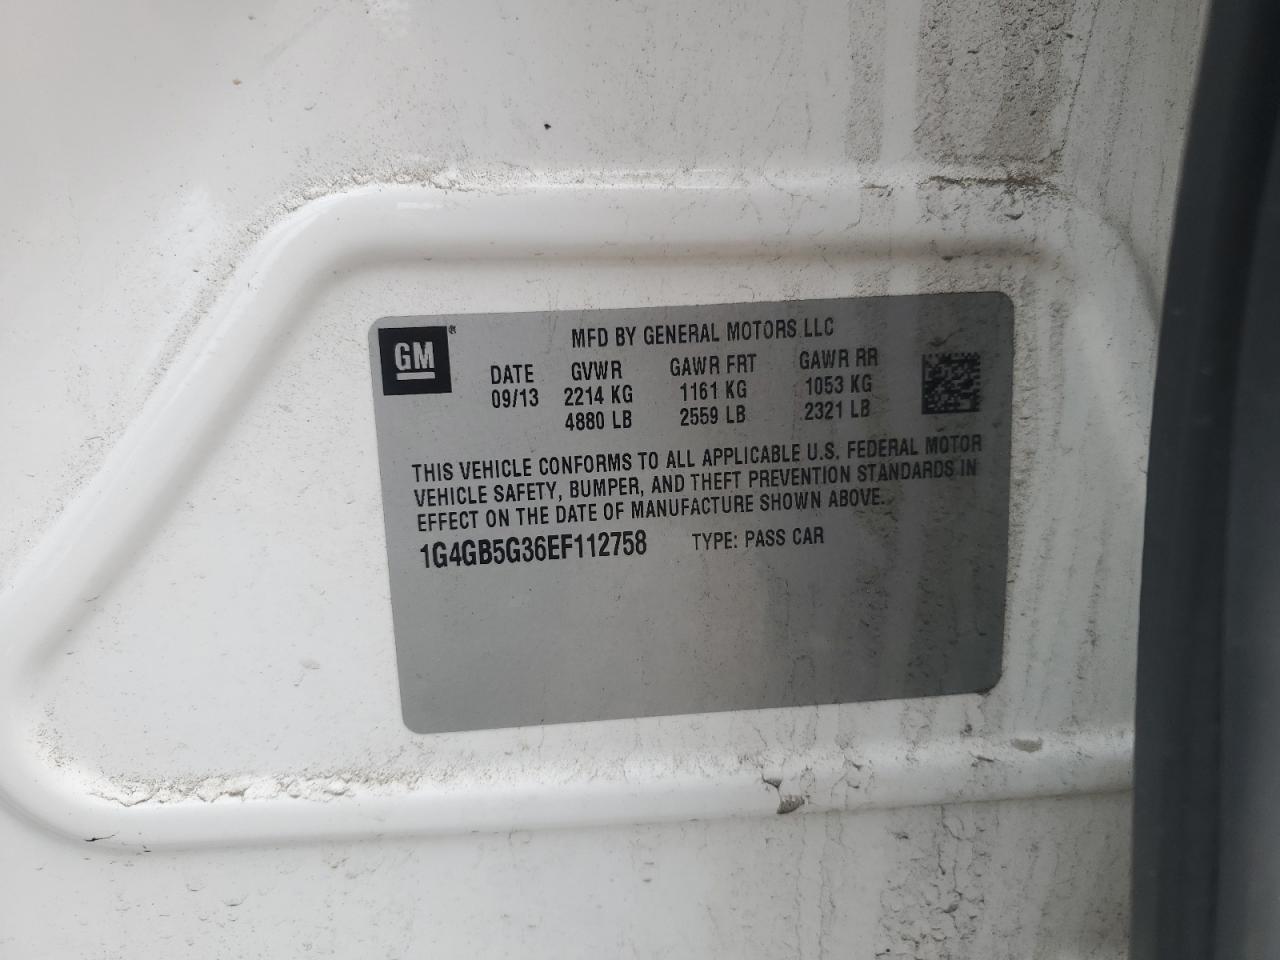 GM®
MFD BY GENERAL MOTORS LLC
DATE GVWR GAWR FRT GAWR RR
09/13 2214 KG 1161 KG 1053 KG
4880 LB 2559 LB 2321 LB
THIS VEHICLE CONFORMS TO ALL APPLICABLE U.S. FEDERAL MOTOR
VEHICLE SAFETY, BUMPER, AND THEFT PREVENTION STANDARDS IN
EFFECT ON THE DATE OF MANUFACTURE SHOWN ABOVE.
1G4GB5G36EF112758 TYPE: PASS CAR